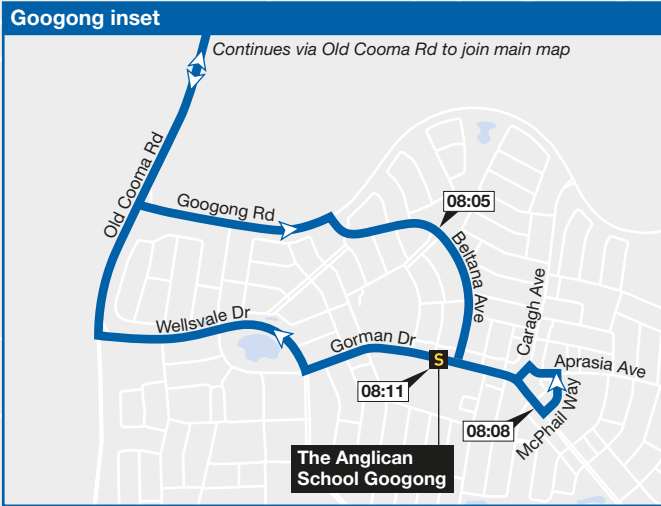 Googong inset
Continues via Old Cooma Rd to join main map
Old Cooma Rd
Googong Rd
08:05
Beltana Ave
Caragh Ave
Wellsvale Dr
Gorman Dr
S
Aprasia Ave
08:11
08:08
McPhail Way
The Anglican
School Googong